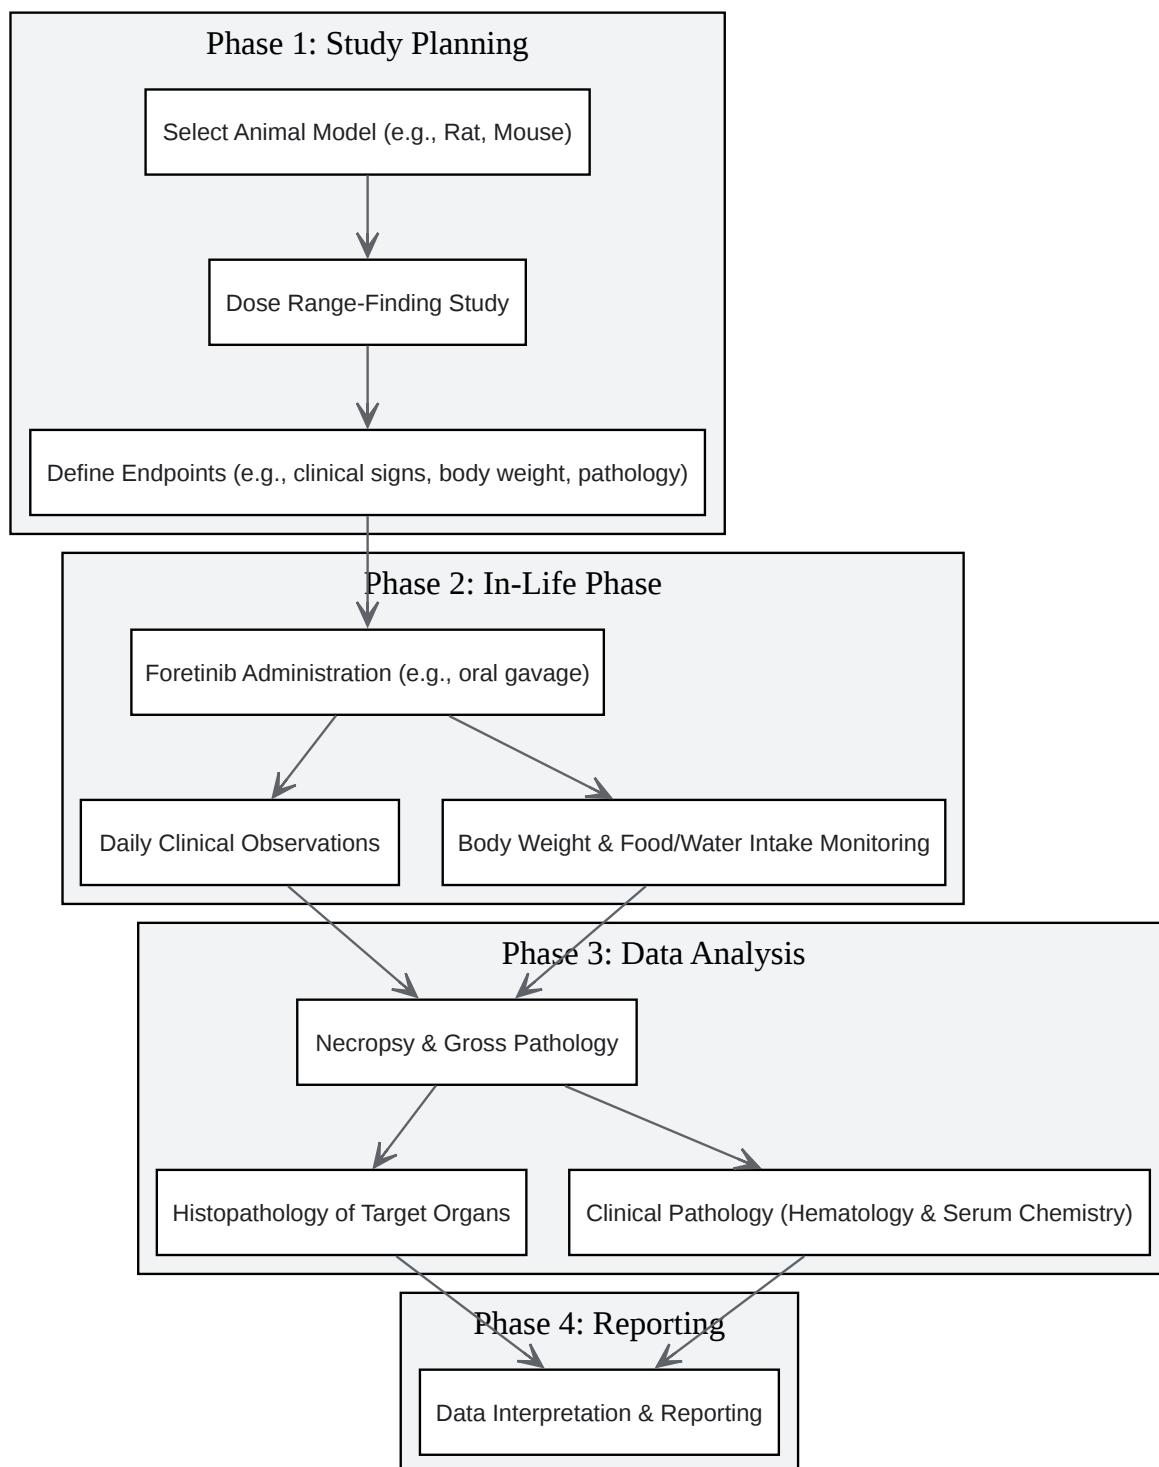 Phase 1: Study Planning
Select Animal Model (e.g., Rat, Mouse)
Dose Range-Finding Study
Define Endpoints (e.g., clinical signs, body weight, pathology)
Phase 2: In-Life Phase
Foretinib Administration (e.g., oral gavage)
Daily Clinical Observations
Body Weight & Food/Water Intake Monitoring
Phase 3: Data Analysis
Necropsy & Gross Pathology
Histopathology of Target Organs
Clinical Pathology (Hematology & Serum Chemistry)
Phase 4: Reporting
Data Interpretation & Reporting